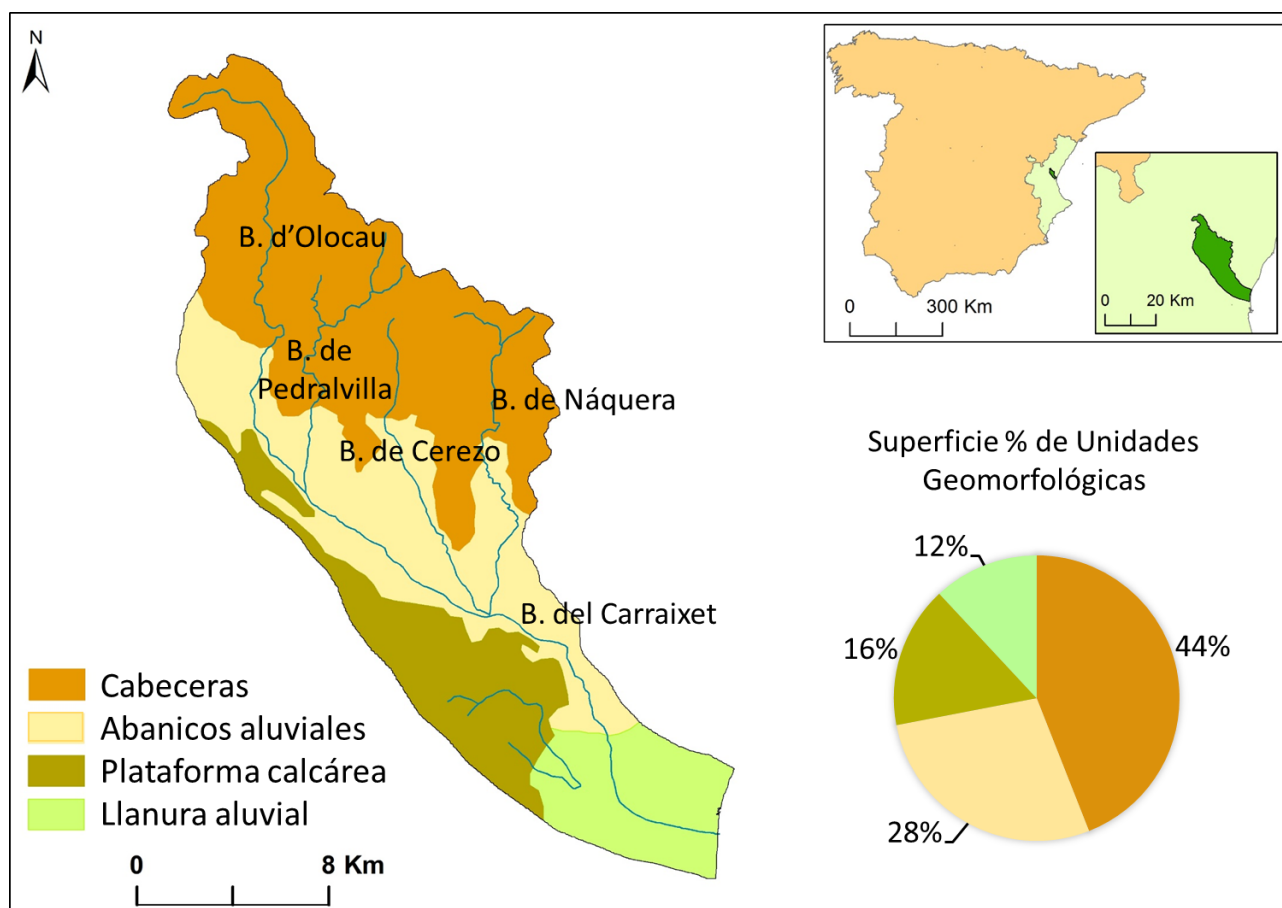 N
B. d'Olocau
B. de
Pedralvilla
B. de Náquera
B. de Cerezo
B. del Carraixet
Cabeceras
Abanicos aluviales
Plataforma calcárea
Llanura aluvial
0 8 Km
0 300 Km
0 20 Km
Superficie % de Unidades
Geomorfológicas
12%
16%
44%
28%